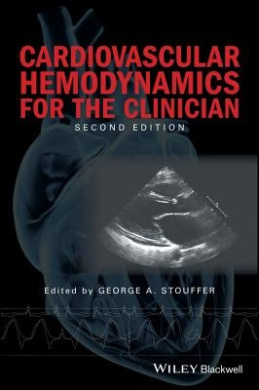 CARDIOVASCULAR
HEMODYNAMICS
FOR THE CLINICIAN
SECOND EDITION
Edited by GEORGE A. STOUFFER
WILEY Blackwell